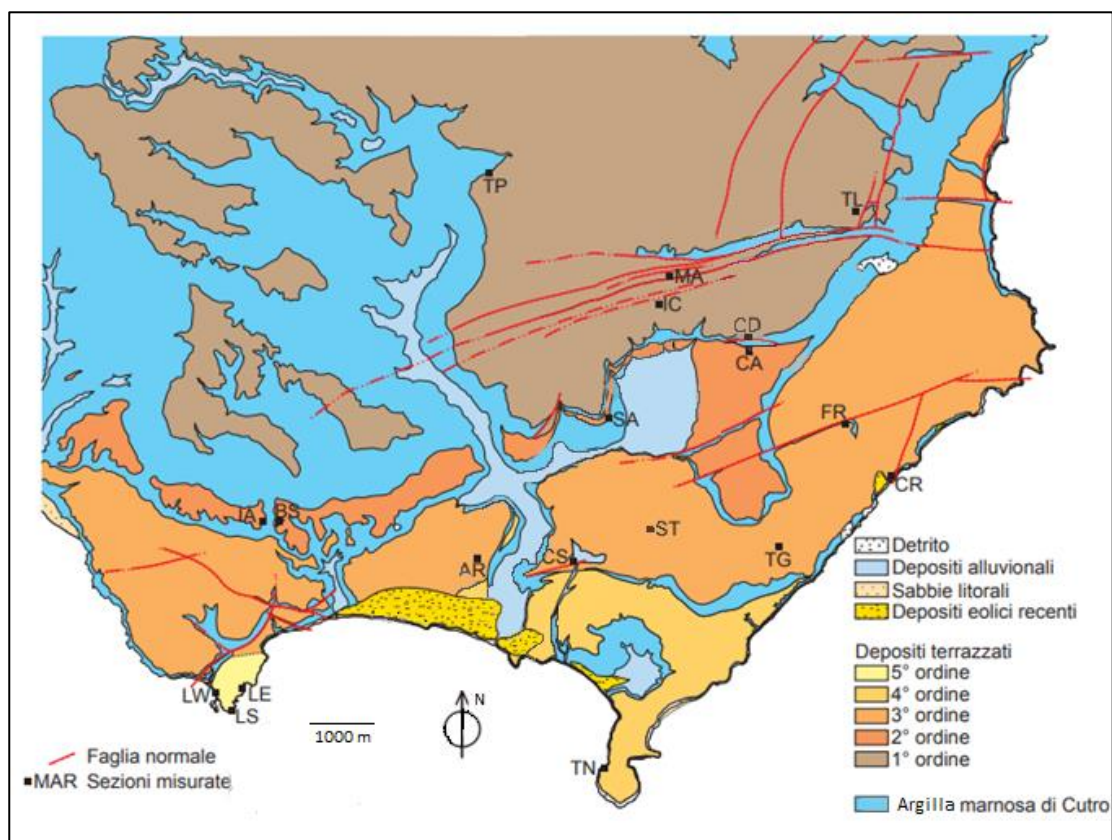 TP
TL
MA
IC
CD
CA
SA
FR
CR
IA BS
ST
TG
AR
CS
LW
LE
LS
TN
N
1000 m
Faglia normale
MAR Sezioni misurate
Detrito
Depositi alluvionali
Sabbie litorali
Depositi eolici recenti
Depositi terrazzati
5° ordine
4° ordine
3° ordine
2° ordine
1° ordine
Argilla marnosa di Cutro